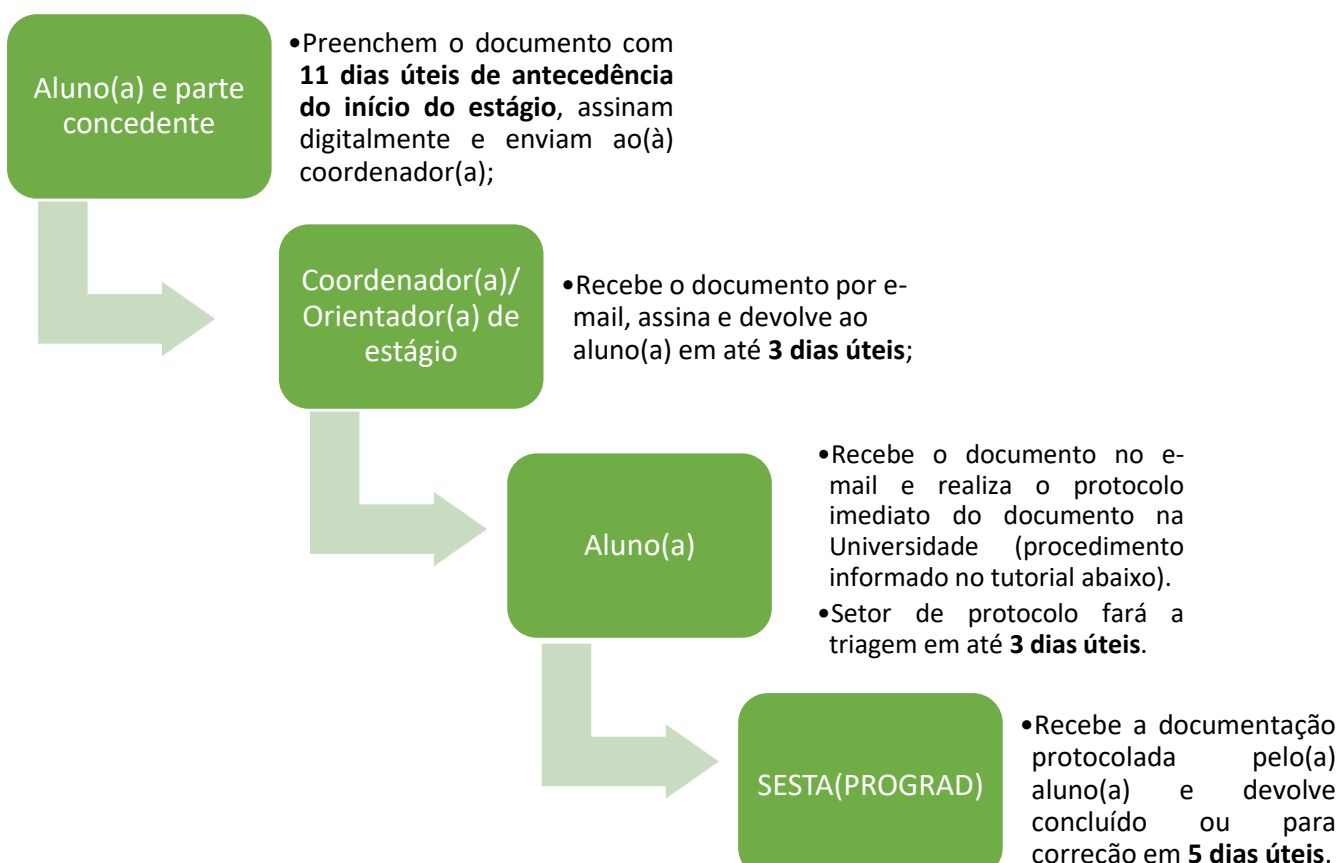 Aluno(a) e parte
concedente
•Preenchem o documento com
11 dias úteis de antecedência
do início do estágio, assinam
digitalmente e enviam ao(à)
coordenador(a);
Coordenador(a)/
Orientador(a) de
estágio
•Recebe o documento por e-
mail, assina e devolve ao
aluno(a) em até 3 dias úteis;
Aluno(a)
•Recebe o documento no e-
mail e realiza o protocolo
imediato do documento na
Universidade (procedimento
informado no tutorial abaixo).
•Setor de protocolo fará a
triagem em até 3 dias úteis.
SESTA(PROGRAD)
•Recebe a documentação
protocolada pelo(a)
aluno(a) e devolve
concluído ou para
correção em 5 dias úteis.